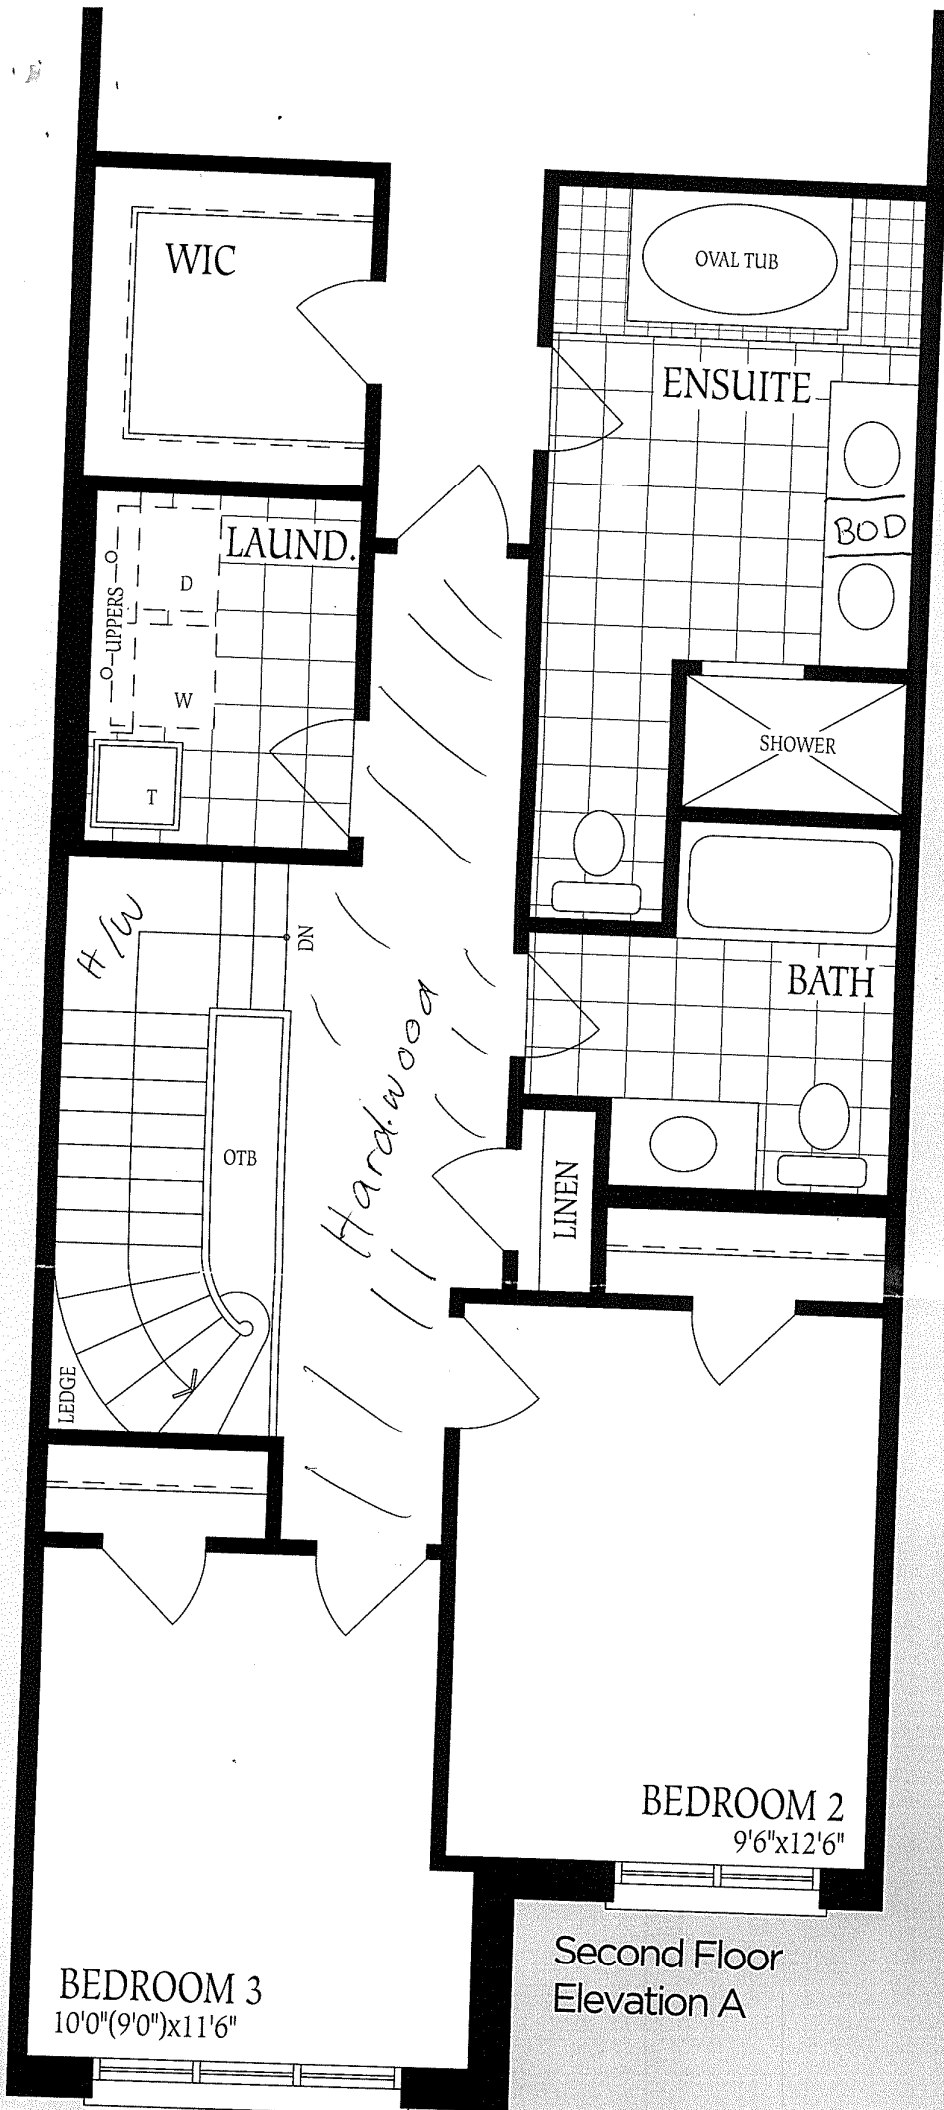 WIC
OVAL TUB
ENSUITE
LAUND.
BOD
D
UPPERS
W
SHOWER
T
H/W
DN
BATH
Hardwood
OTB
LINEN
LEDGE
BEDROOM 2
9'6"x12'6"
Second Floor
Elevation A
BEDROOM 3
10'0"(9'0")x11'6"